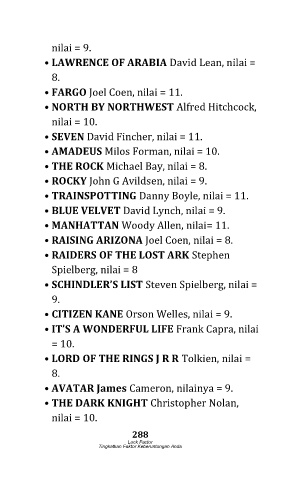 nilai = 9.
• LAWRENCE OF ARABIA David Lean, nilai =
8.
• FARGO Joel Coen, nilai = 11.
• NORTH BY NORTHWEST Alfred Hitchcock,
nilai = 10.
• SEVEN David Fincher, nilai = 11.
• AMADEUS Milos Forman, nilai = 10.
• THE ROCK Michael Bay, nilai = 8.
• ROCKY John G Avildsen, nilai = 9.
• TRAINSPOTTING Danny Boyle, nilai = 11.
• BLUE VELVET David Lynch, nilai = 9.
• MANHATTAN Woody Allen, nilai= 11.
• RAISING ARIZONA Joel Coen, nilai = 8.
• RAIDERS OF THE LOST ARK Stephen
Spielberg, nilai = 8
• SCHINDLER'S LIST Steven Spielberg, nilai =
9.
• CITIZEN KANE Orson Welles, nilai = 9.
• IT'S A WONDERFUL LIFE Frank Capra, nilai
= 10.
• LORD OF THE RINGS J R R Tolkien, nilai =
8.
• AVATAR James Cameron, nilainya = 9.
• THE DARK KNIGHT Christopher Nolan,
nilai = 10.
288
Luck Factor
Tingkatkan Faktor Keberuntungan Anda